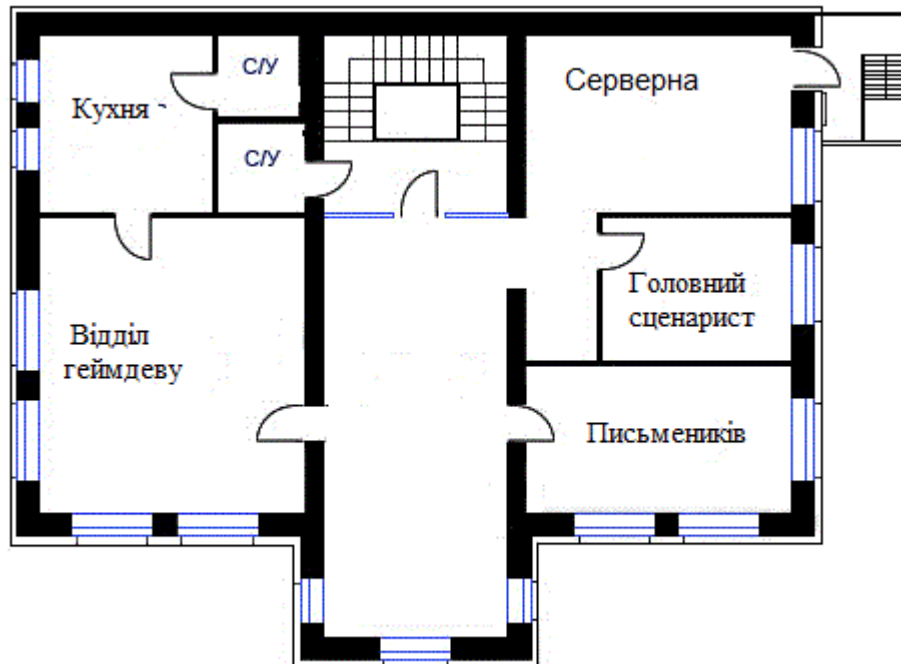 С/У
Серверна
Кухня
С/У
Головний
сценарист
Відділ
геймдеву
Письмеників